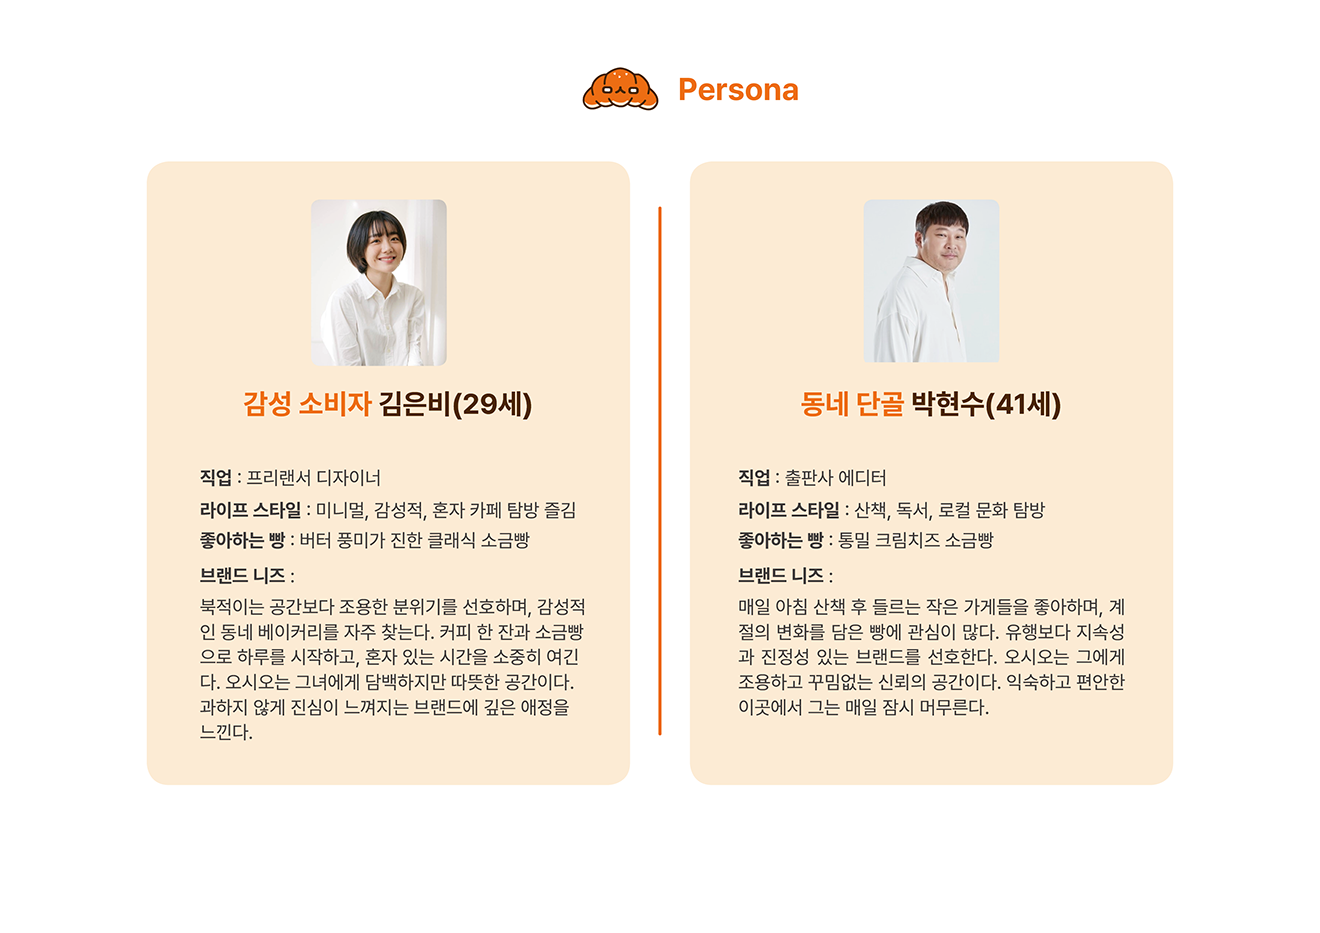 Persona
감성 소비자 김은비(29세)
직업 : 프리랜서 디자이너
라이프 스타일 : 미니멀, 감성적, 혼자 카페 탐방 즐김
좋아하는 빵 : 버터 풍미가 진한 클래식 소금빵
브랜드 니즈 :
북적이는 공간보다 조용한 분위기를 선호하며, 감성적
인 동네 베이커리를 자주 찾는다. 커피 한 잔과 소금빵
으로 하루를 시작하고, 혼자 있는 시간을 소중히 여긴
다. 오시오는 그녀에게 담백하지만 따뜻한 공간이다.
과하지 않게 진심이 느껴지는 브랜드에 깊은 애정을
느낀다.
동네 단골 박현수(41세)
직업 : 출판사 에디터
라이프 스타일 : 산책, 독서, 로컬 문화 탐방
좋아하는 빵 : 통밀 크림치즈 소금빵
브랜드 니즈 :
매일 아침 산책 후 들르는 작은 가게들을 좋아하며, 계
절의 변화를 담은 빵에 관심이 많다. 유행보다 지속성
과 진정성 있는 브랜드를 선호한다. 오시오는 그에게
조용하고 꾸밈없는 신뢰의 공간이다. 익숙하고 편안한
이곳에서 그는 매일 잠시 머무른다.